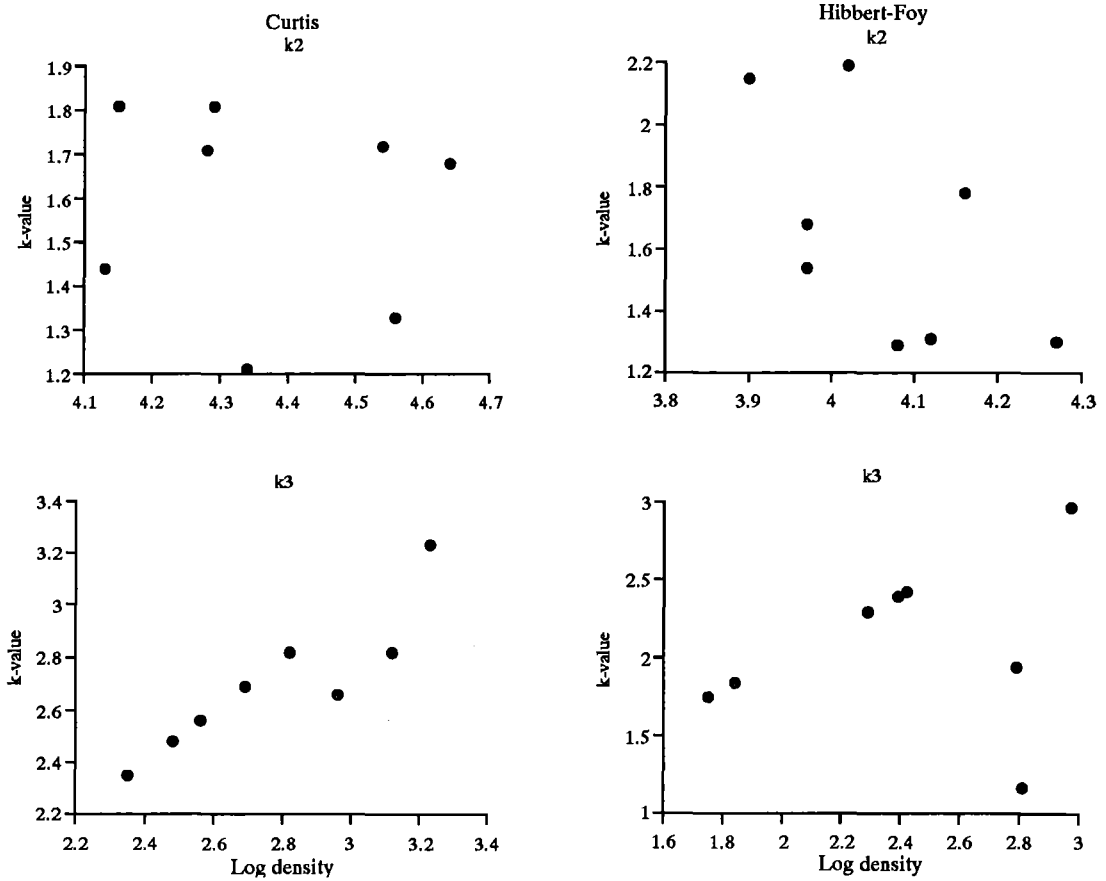 Curtis
k2
1.9
1.8
1.7
1.6
1.5
1.4
1.3
1.2
k-value
4.1 4.2 4.3 4.4 4.5 4.6 4.7
Hibbert-Foy
k2
2.2
2
1.8
1.6
1.4
1.2
k-value
3.8 3.9 4 4.1 4.2 4.3
k3
3.4
3.2
3
2.8
2.6
2.4
2.2
k-value
2.2 2.4 2.6 2.8 3 3.2 3.4
Log density
k3
3
2.5
2
1.5
1
k-value
1.6 1.8 2 2.2 2.4 2.6 2.8 3
Log density